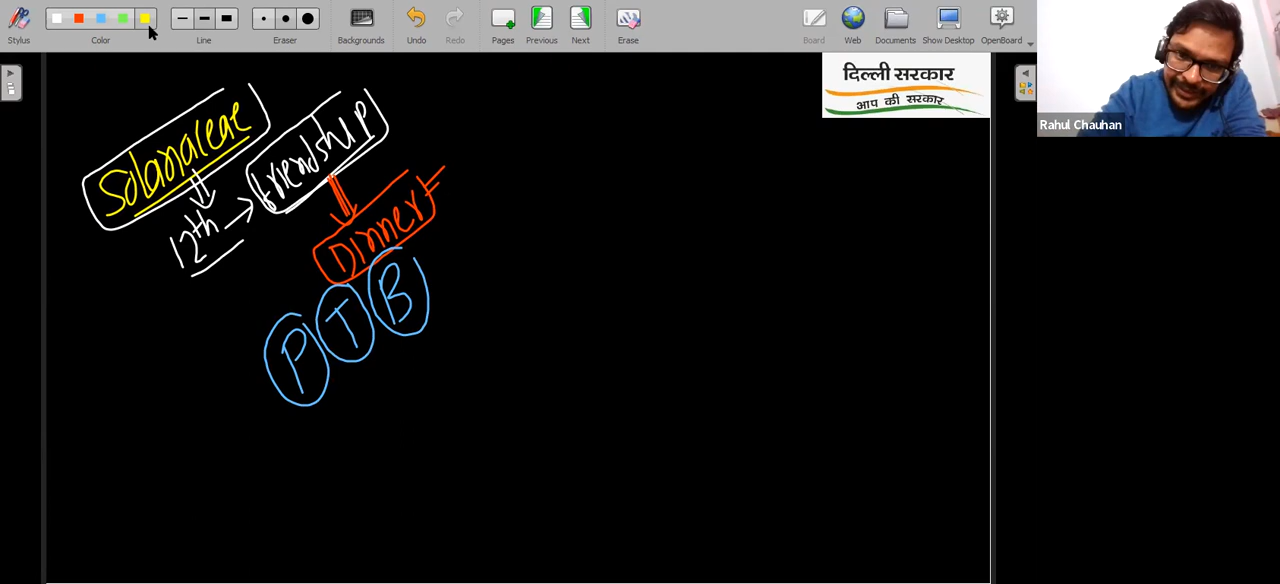 Stylus
Color
Line
Eraser
Backgrounds
Undo
Redo
Pages
Previous
Next
Erase
Board
Web
Documents
Show Desktop
OpenBoard
दिल्ली सरकार
आप की सरकार
Rahul Chauhan
Solanaceae
12th → friendship
Dinner
P T B